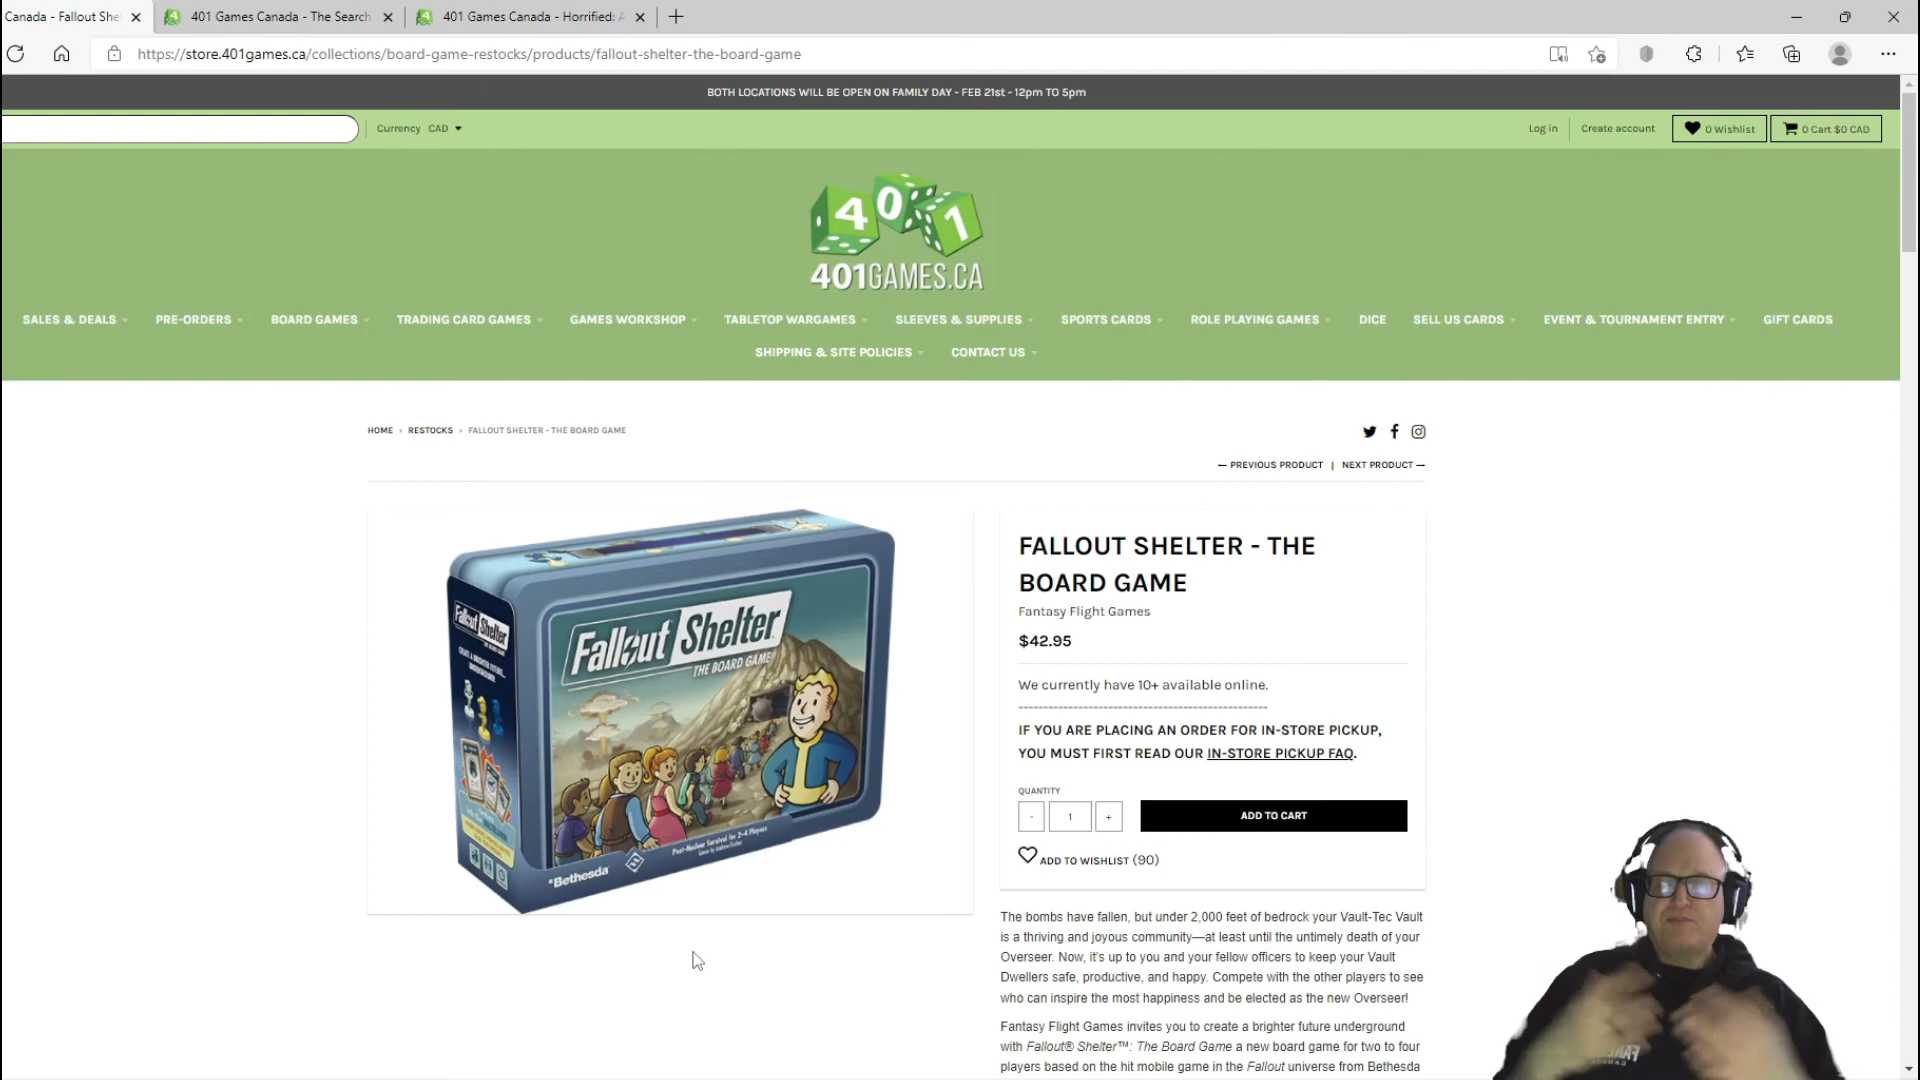 Canada - Fallout She
401 Games Canada - The Search
401 Games Canada - Horrified: A
https://store.401games.ca/collections/board-game-restocks/products/fallout-shelter-the-board-game
BOTH LOCATIONS WILL BE OPEN ON FAMILY DAY - FEB 21st - 12pm TO 5pm
Currency CAD
Log in
Create account
0 Wishlist
0 Cart $0 CAD
401
401GAMES.CA
SALES & DEALS
PRE-ORDERS
BOARD GAMES
TRADING CARD GAMES
GAMES WORKSHOP
TABLETOP WARGAMES
SLEEVES & SUPPLIES
SPORTS CARDS
ROLE PLAYING GAMES
DICE
SELL US CARDS
EVENT & TOURNAMENT ENTRY
GIFT CARDS
SHIPPING & SITE POLICIES
CONTACT US
HOME › RESTOCKS › FALLOUT SHELTER - THE BOARD GAME
← PREVIOUS PRODUCT | NEXT PRODUCT →
Fallout Shelter
THE BOARD GAME
Fallout Shelter
Post-Nuclear Survival for 2-4 Players
Bethesda
FALLOUT SHELTER - THE
BOARD GAME
Fantasy Flight Games
$42.95
We currently have 10+ available online.
--------------------------------------------------
IF YOU ARE PLACING AN ORDER FOR IN-STORE PICKUP,
YOU MUST FIRST READ OUR IN-STORE PICKUP FAQ.
QUANTITY
- 1 +
ADD TO CART
ADD TO WISHLIST (90)
The bombs have fallen, but under 2,000 feet of bedrock your Vault-Tec Vault
is a thriving and joyous community—at least until the untimely death of your
Overseer. Now, it's up to you and your fellow officers to keep your Vault
Dwellers safe, productive, and happy. Compete with the other players to see
who can inspire the most happiness and be elected as the new Overseer!
Fantasy Flight Games invites you to create a brighter future underground
with Fallout® Shelter™: The Board Game a new board game for two to four
players based on the hit mobile game in the Fallout universe from Bethesda